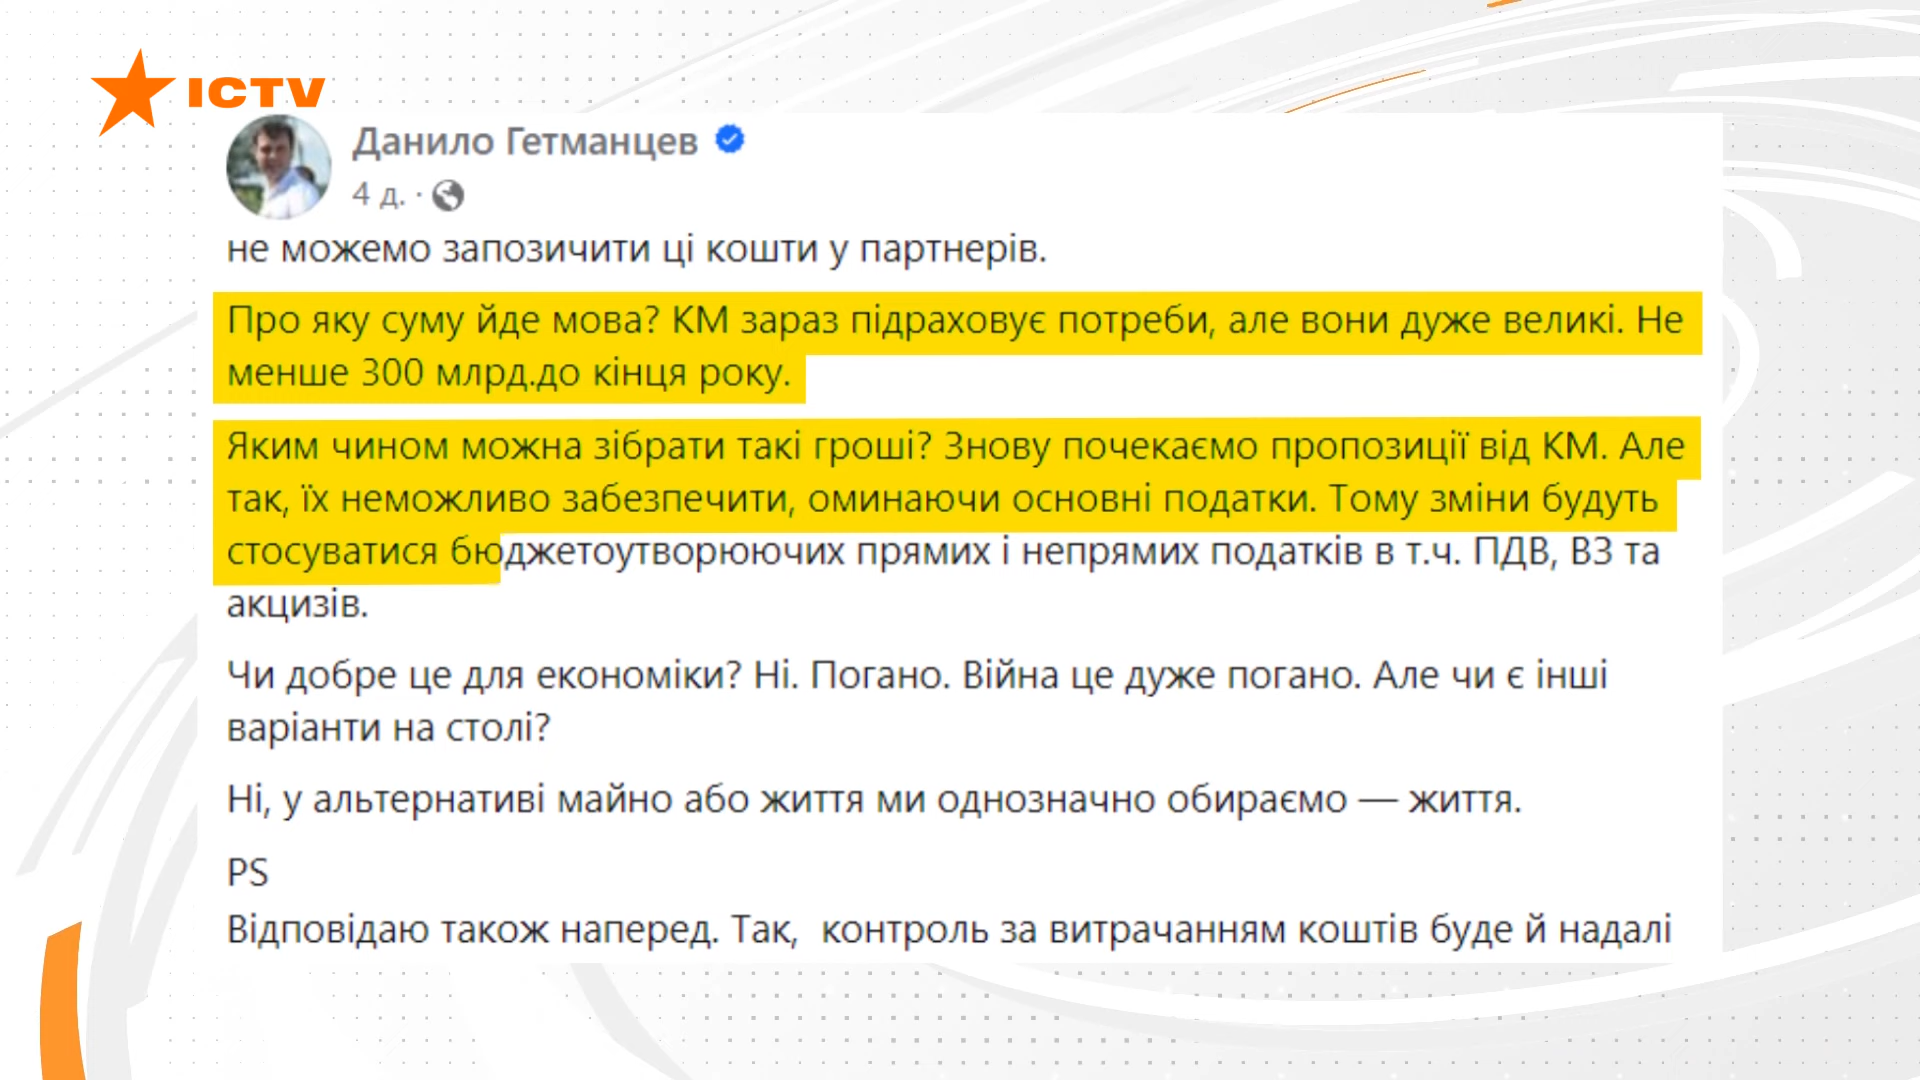 ICTV
Данило Гетманцев
4 д. ·
не можемо запозичити ці кошти у партнерів.
Про яку суму йде мова? КМ зараз підраховує потреби, але вони дуже великі. Не
менше 300 млрд.до кінця року.
Яким чином можна зібрати такі гроші? Знову почекаємо пропозиції від КМ. Але
так, їх неможливо забезпечити, оминаючи основні податки. Тому зміни будуть
стосуватися бюджетоутворюючих прямих і непрямих податків в т.ч. ПДВ, ВЗ та
акцизів.
Чи добре це для економіки? Ні. Погано. Війна це дуже погано. Але чи є інші
варіанти на столі?
Ні, у альтернативі майно або життя ми однозначно обираємо — життя.
PS
Відповідаю також наперед. Так,  контроль за витрачанням коштів буде й надалі